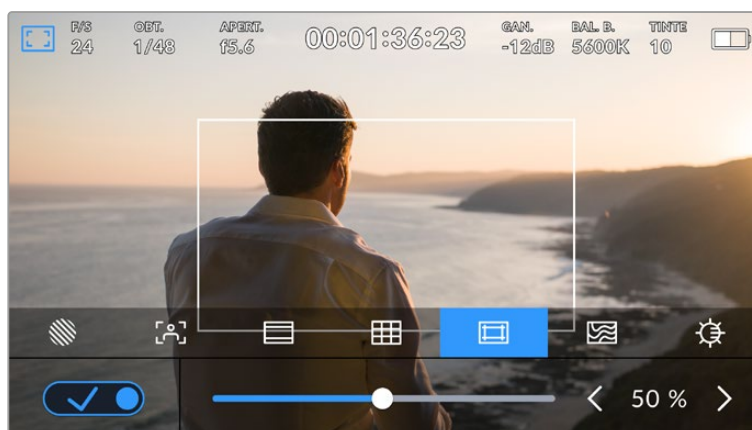 F/S OBT. APERT. GAN. BAL. B. TINTE
24 1/48 f5.6 00:01:36:23 -12dB 5600K 10
50 %